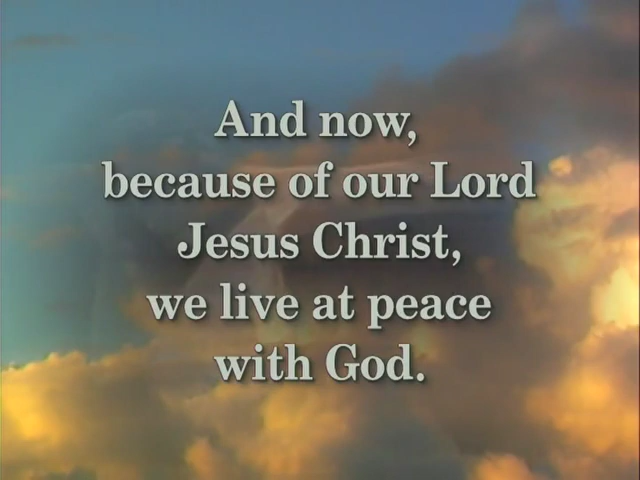 And now,
because of our Lord
Jesus Christ,
we live at peace
with God.